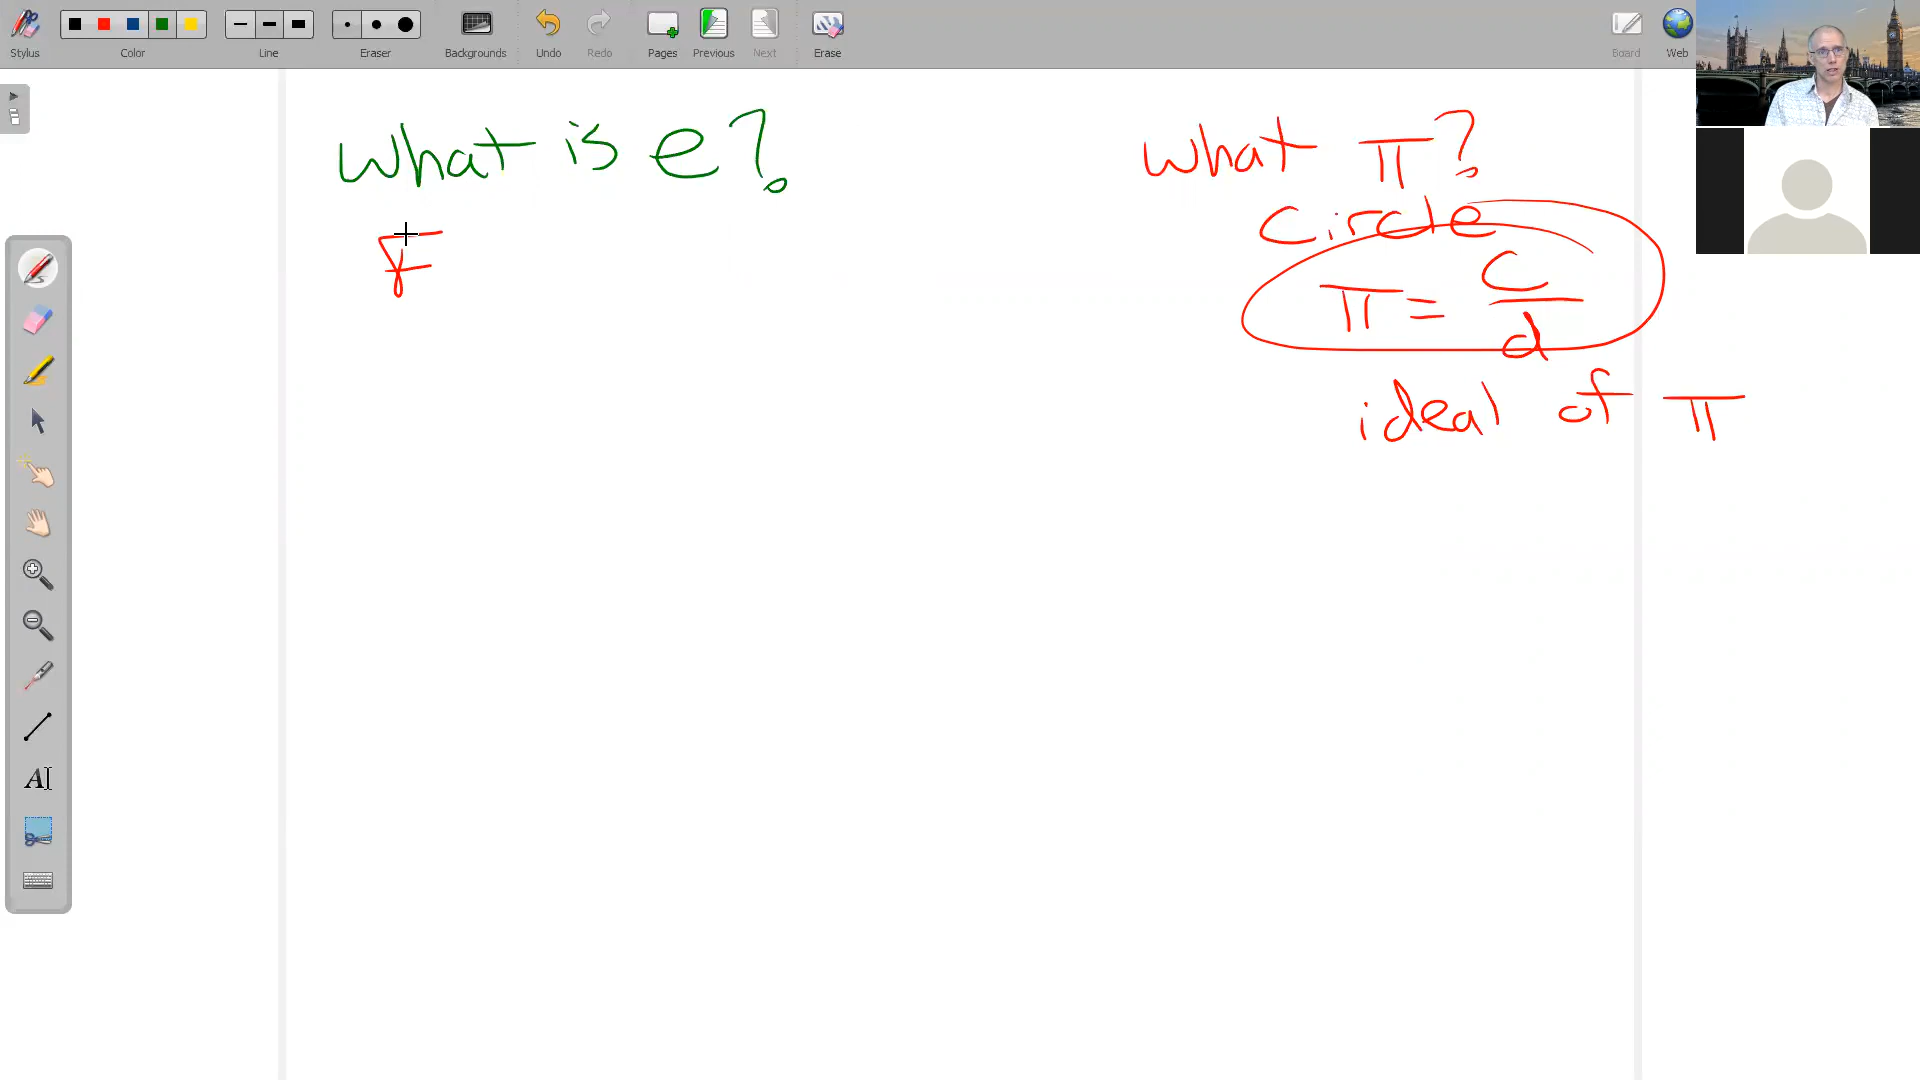 Stylus
Color
Line
Eraser
Backgrounds
Undo
Redo
Pages
Previous
Next
Erase
Board
Web
What is e?
F
What π?
Circle
π = C/d
ideal of π